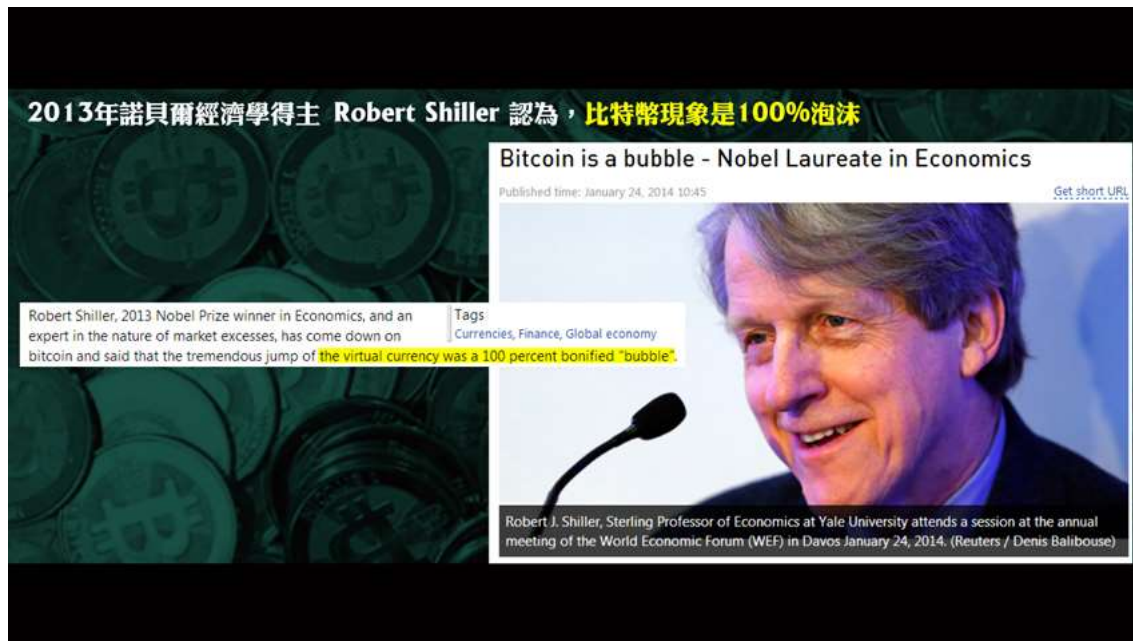 2013年諾貝爾經濟學得主 Robert Shiller 認為，比特幣現象是100%泡沫
Bitcoin is a bubble - Nobel Laureate in Economics
Published time: January 24, 2014 10:45
Get short URL
Robert Shiller, 2013 Nobel Prize winner in Economics, and an
expert in the nature of market excesses, has come down on
bitcoin and said that the tremendous jump of the virtual currency was a 100 percent bonified "bubble".
Tags
Currencies, Finance, Global economy
Robert J. Shiller, Sterling Professor of Economics at Yale University attends a session at the annual
meeting of the World Economic Forum (WEF) in Davos January 24, 2014. (Reuters / Denis Balibouse)